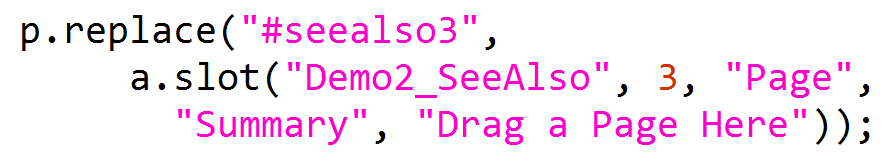 p.replace("#seealso3",
a.slot("Demo2_SeeAlso", 3, "Page",
"Summary", "Drag a Page Here"));